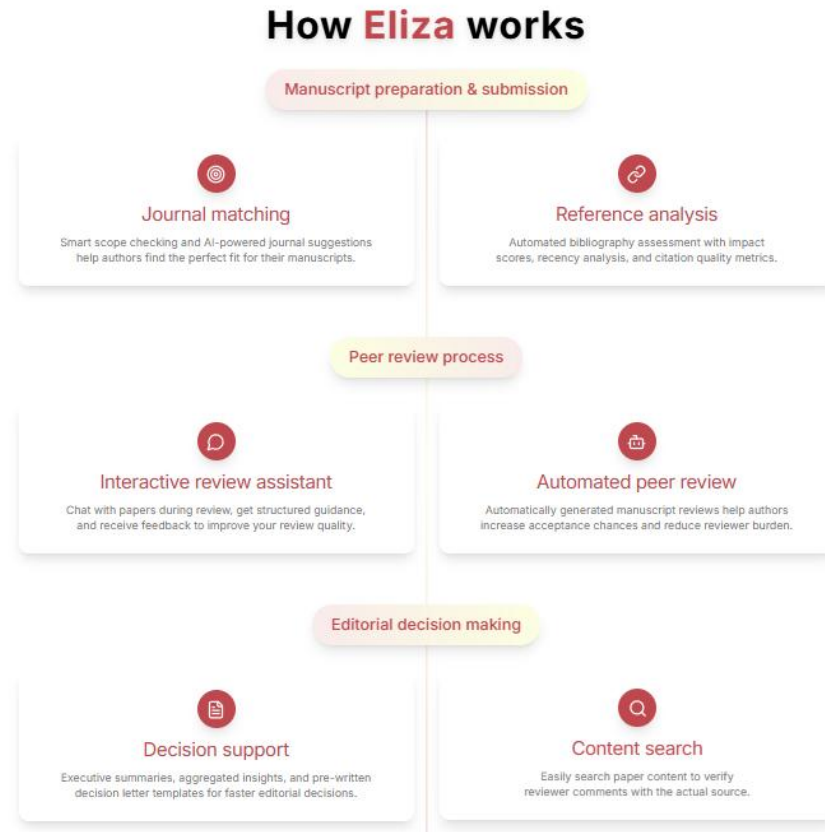 How Eliza works
Manuscript preparation & submission
Journal matching
Smart scope checking and AI-powered journal suggestions
help authors find the perfect fit for their manuscripts.
Reference analysis
Automated bibliography assessment with impact
scores, recency analysis, and citation quality metrics.
Peer review process
Interactive review assistant
Chat with papers during review, get structured guidance,
and receive feedback to improve your review quality.
Automated peer review
Automatically generated manuscript reviews help authors
increase acceptance chances and reduce reviewer burden.
Editorial decision making
Decision support
Executive summaries, aggregated insights, and pre-written
decision letter templates for faster editorial decisions.
Content search
Easily search paper content to verify
reviewer comments with the actual source.